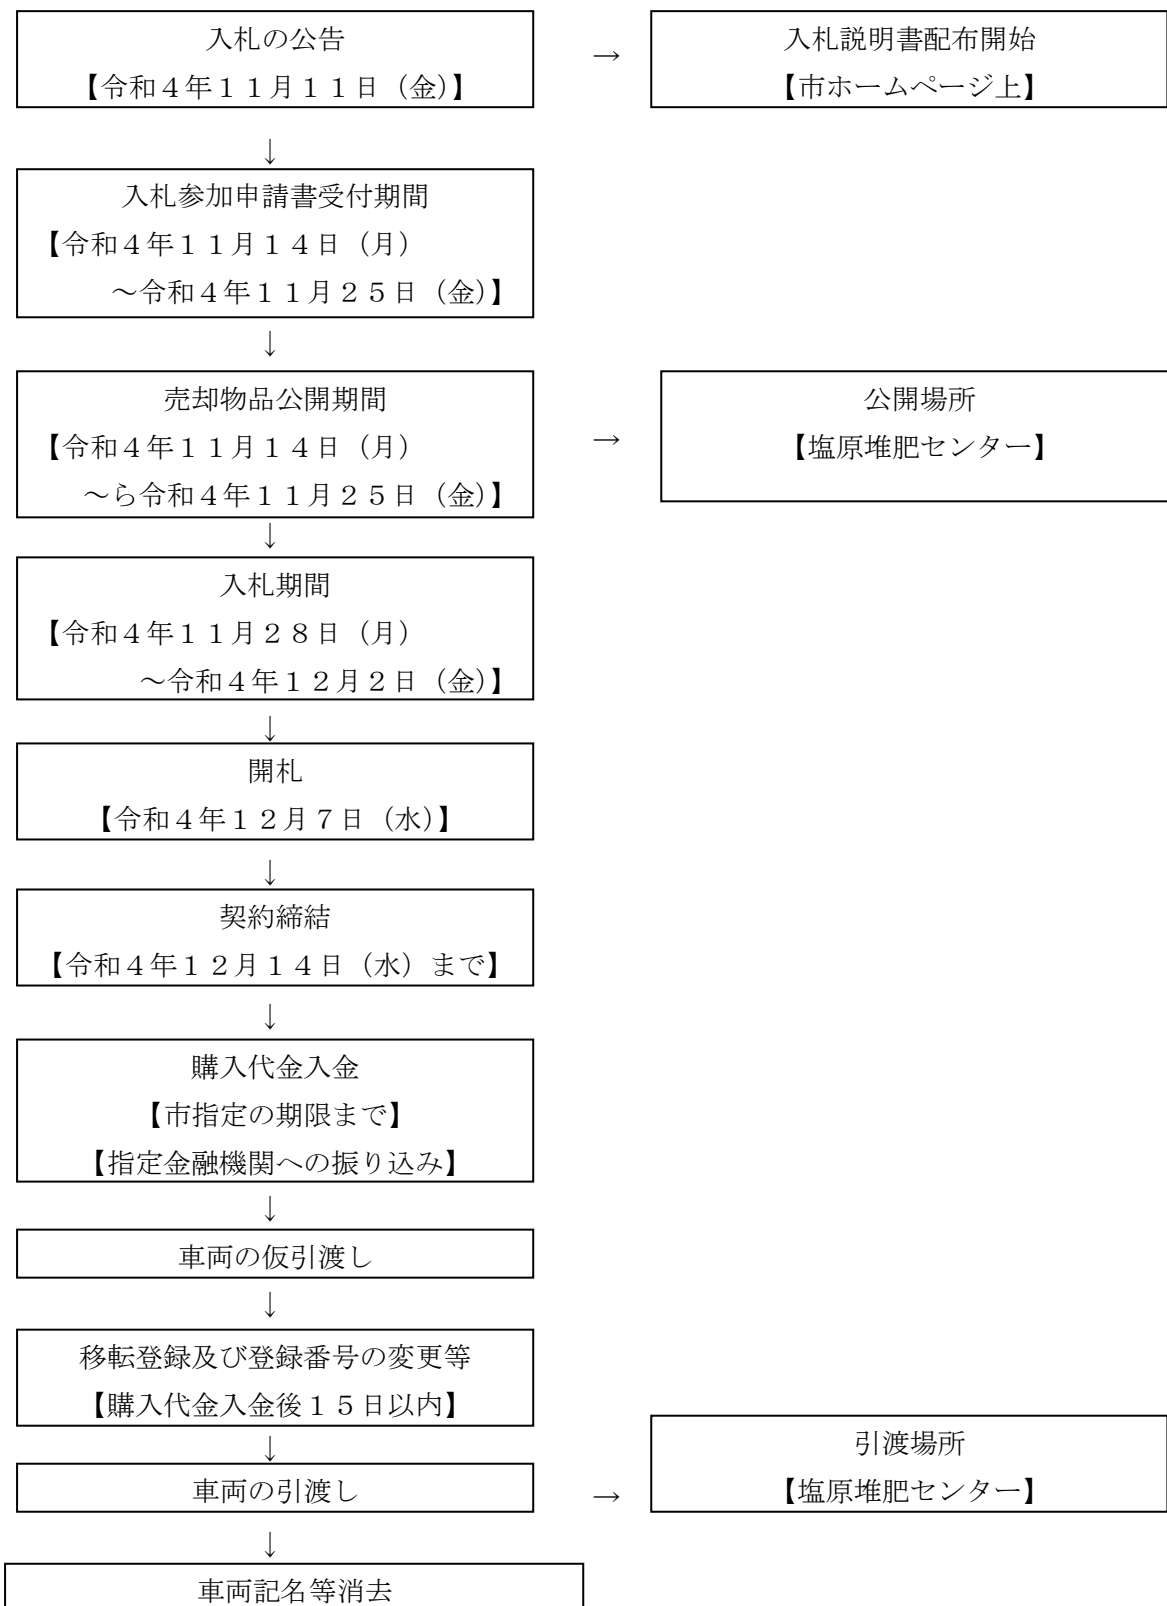 入札の公告
【令和４年１１月１１日（金）】
→
入札説明書配布開始
【市ホームページ上】
↓
入札参加申請書受付期間
【令和４年１１月１４日（月）
～令和４年１１月２５日（金）】
↓
売却物品公開期間
【令和４年１１月１４日（月）
～ら令和４年１１月２５日（金）】
→
公開場所
【塩原堆肥センター】
↓
入札期間
【令和４年１１月２８日（月）
～令和４年１２月２日（金）】
↓
開札
【令和４年１２月７日（水）】
↓
契約締結
【令和４年１２月１４日（水）まで】
↓
購入代金入金
【市指定の期限まで】
【指定金融機関への振り込み】
↓
車両の仮引渡し
↓
移転登録及び登録番号の変更等
【購入代金入金後１５日以内】
↓
車両の引渡し
→
引渡場所
【塩原堆肥センター】
↓
車両記名等消去